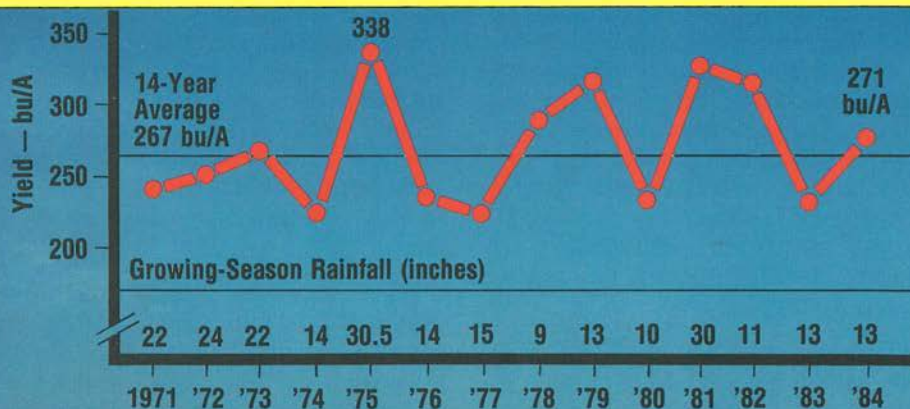 350
338
300
250
200
Yield — bu/A
14-Year
Average
267 bu/A
271
bu/A
Growing-Season Rainfall (inches)
22 24 22 14 30.5 14 15 9 13 10 30 11 13 13
1971 '72 '73 '74 '75 '76 '77 '78 '79 '80 '81 '82 '83 '84